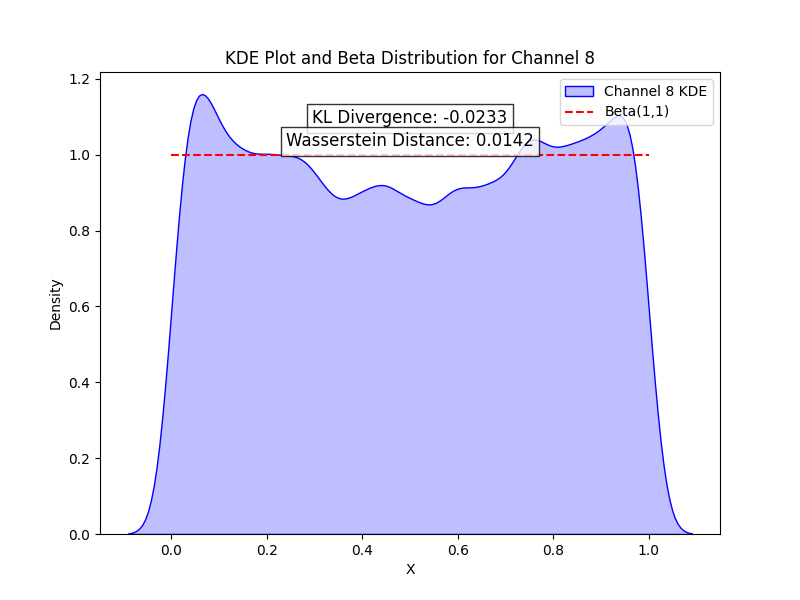 KDE Plot and Beta Distribution for Channel 8
Channel 8 KDE
Beta(1,1)
KL Divergence: -0.0233
Wasserstein Distance: 0.0142
Density
1.2
1.0
0.8
0.6
0.4
0.2
0.0
0.0 0.2 0.4 0.6 0.8 1.0
X